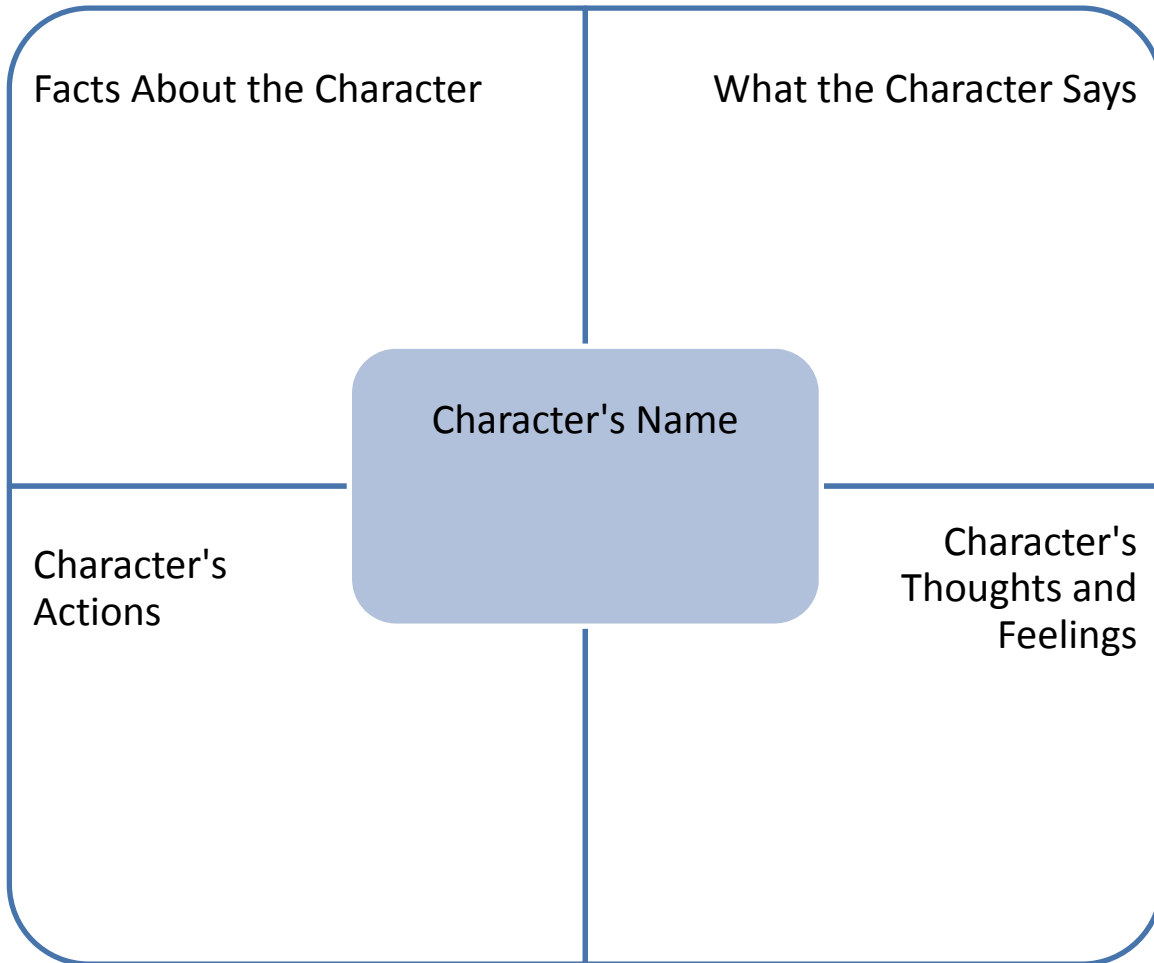 Facts About the Character
What the Character Says
Character's Name
Character's
Actions
Character's
Thoughts and
Feelings